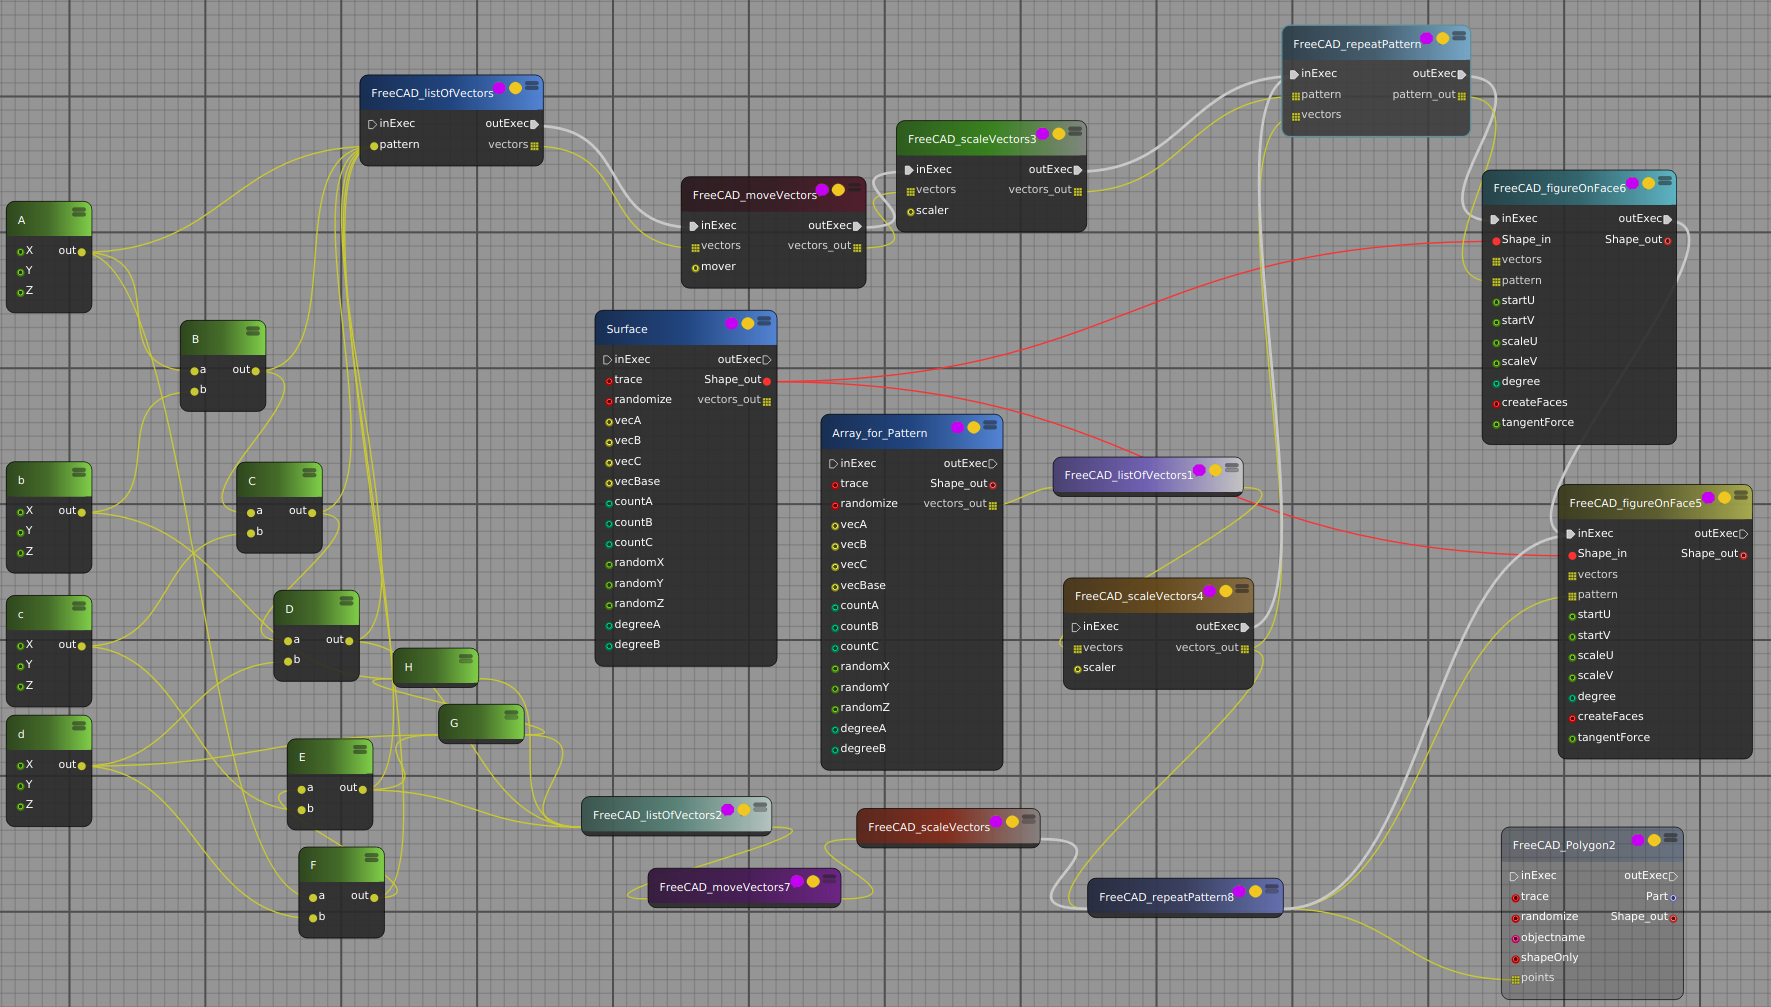 FreeCAD_listOfVectors
inExec outExec
pattern vectors
A
X out
Y
Z
B
a out
b
b
X out
Y
Z
C
a out
b
c
X out
Y
Z
D
a out
b
d
X out
Y
Z
E
a out
b
F
a out
b
H
G
FreeCAD_moveVectors
inExec outExec
vectors vectors_out
mover
FreeCAD_scaleVectors3
inExec outExec
vectors vectors_out
scaler
Surface
inExec outExec
trace Shape_out
randomize vectors_out
vecA
vecB
vecC
vecBase
countA
countB
countC
randomX
randomY
randomZ
degreeA
degreeB
Array_for_Pattern
inExec outExec
trace Shape_out
randomize vectors_out
vecA
vecB
vecC
vecBase
countA
countB
countC
randomX
randomY
randomZ
degreeA
degreeB
FreeCAD_listOfVectors1
FreeCAD_scaleVectors4
inExec outExec
vectors vectors_out
scaler
FreeCAD_listOfVectors2
FreeCAD_moveVectors7
FreeCAD_scaleVectors
FreeCAD_repeatPattern8
FreeCAD_repeatPattern
inExec outExec
pattern pattern_out
vectors
FreeCAD_figureOnFace6
inExec outExec
Shape_in Shape_out
vectors
pattern
startU
startV
scaleU
scaleV
degree
createFaces
tangentForce
FreeCAD_figureOnFace5
inExec outExec
Shape_in Shape_out
vectors
pattern
startU
startV
scaleU
scaleV
degree
createFaces
tangentForce
FreeCAD_Polygon2
inExec outExec
trace Part
randomize Shape_out
objectname
shapeOnly
points